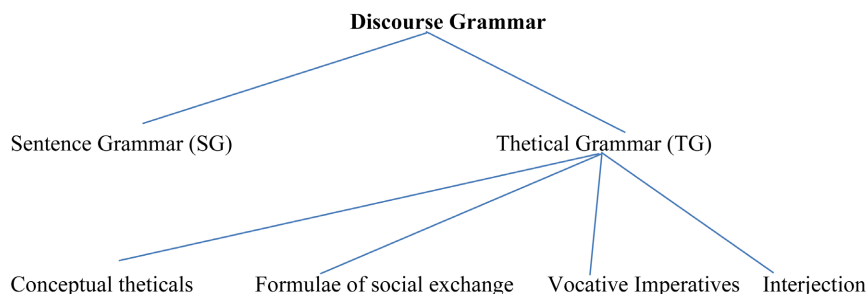 Discourse Grammar
Sentence Grammar (SG) Thetical Grammar (TG)
Conceptual theticals Formulae of social exchange Vocative Imperatives Interjection